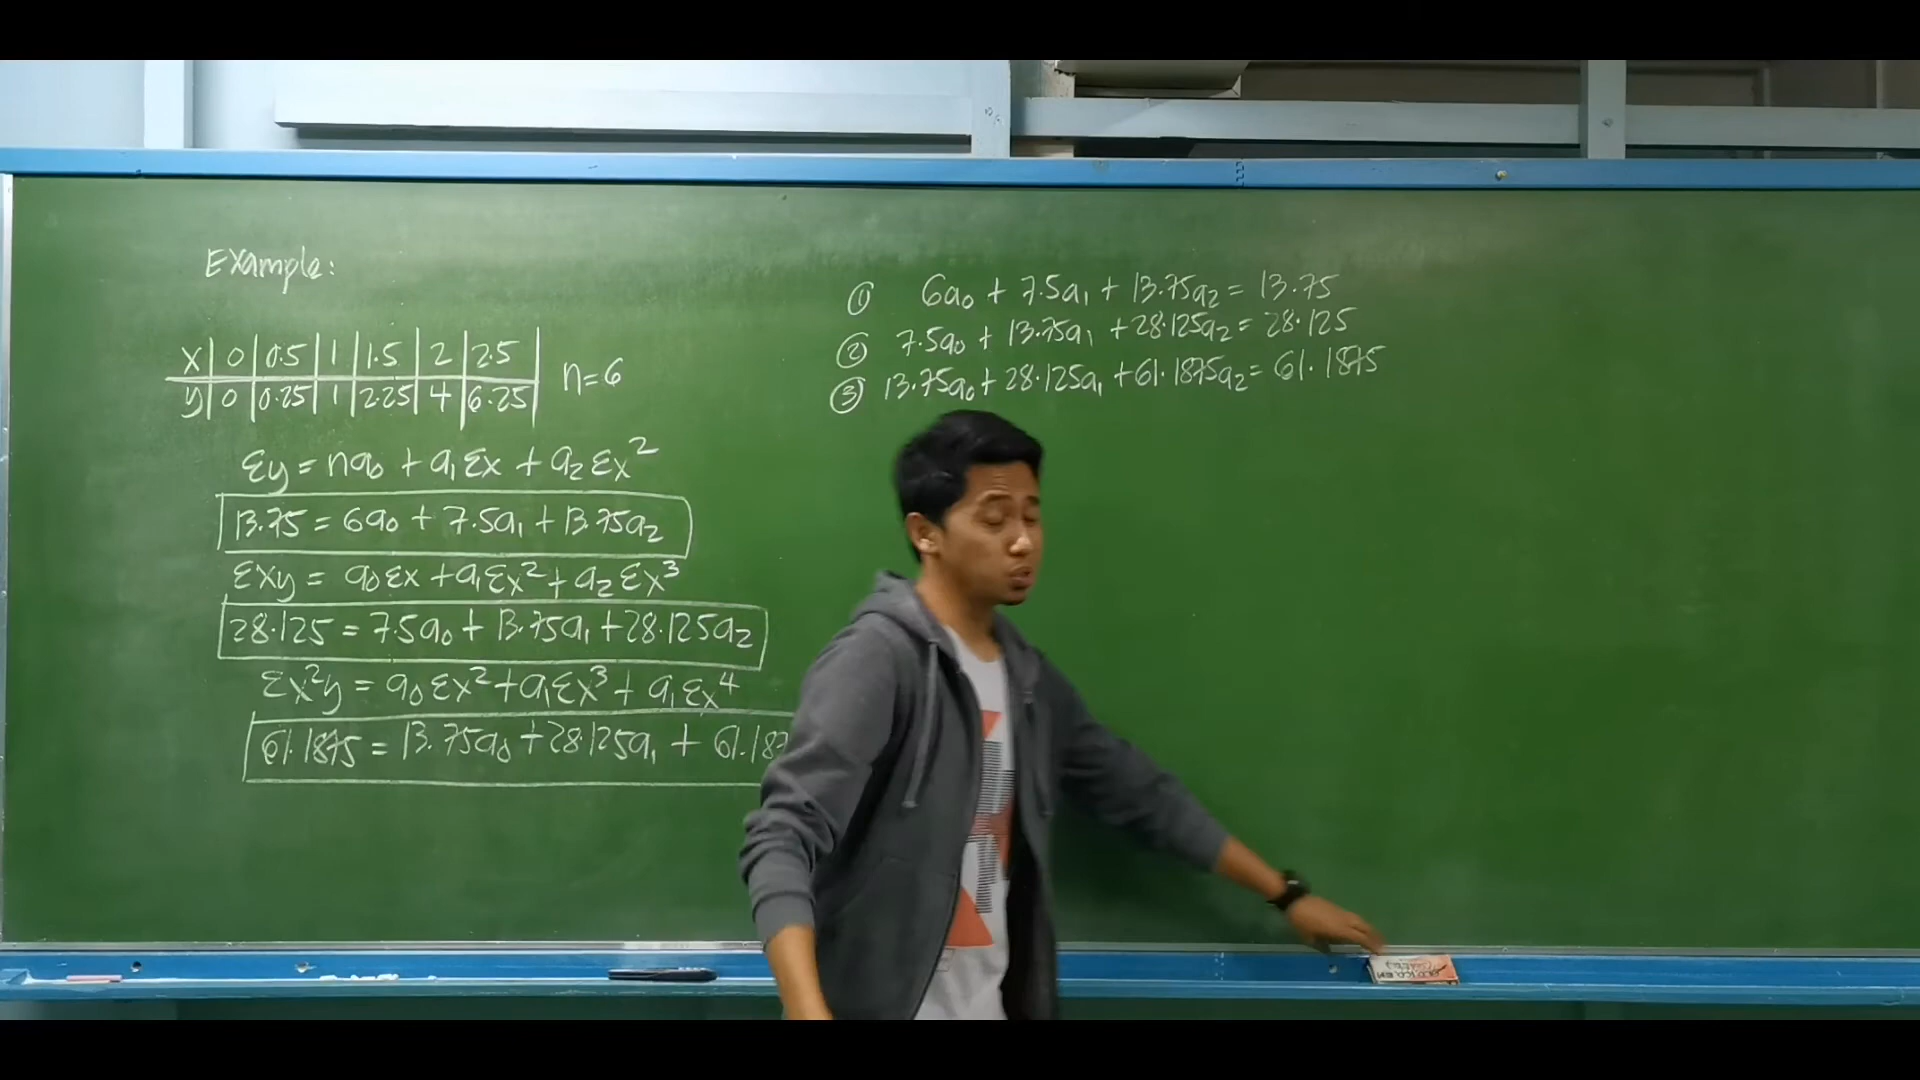 Example:
x | 0 | 0.5 | 1 | 1.5 | 2 | 2.5
y | 0 | 0.25 | 1 | 2.25 | 4 | 6.25
n=6
Σy = na₀ + a₁Σx + a₂Σx²
13.75 = 6a₀ + 7.5a₁ + 13.75a₂
Σxy = a₀Σx + a₁Σx² + a₂Σx³
28.125 = 7.5a₀ + 13.75a₁ + 28.125a₂
Σx²y = a₀Σx² + a₁Σx³ + a₁Σx⁴
61.1875 = 13.75a₀ + 28.125a₁ + 61.187
① 6a₀ + 7.5a₁ + 13.75a₂ = 13.75
② 7.5a₀ + 13.75a₁ + 28.125a₂ = 28.125
③ 13.75a₀ + 28.125a₁ + 61.1875a₂ = 61.1875